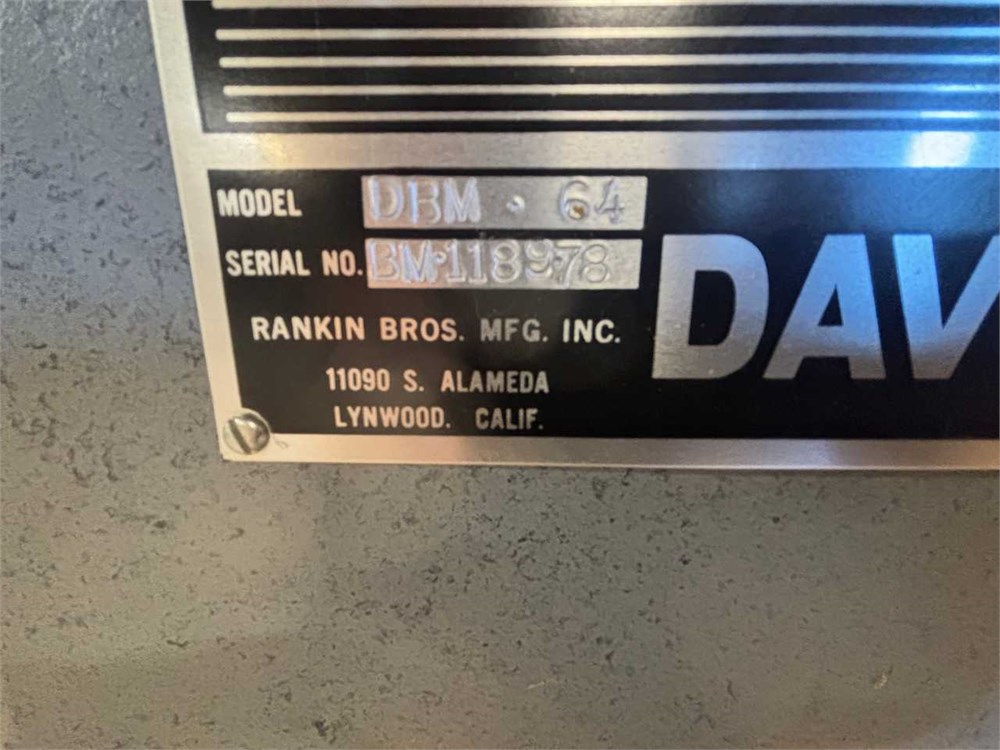 MODEL DBM · 64
SERIAL NO. BM·118978
RANKIN BROS. MFG. INC.
11090 S. ALAMEDA
LYNWOOD. CALIF.
DAV